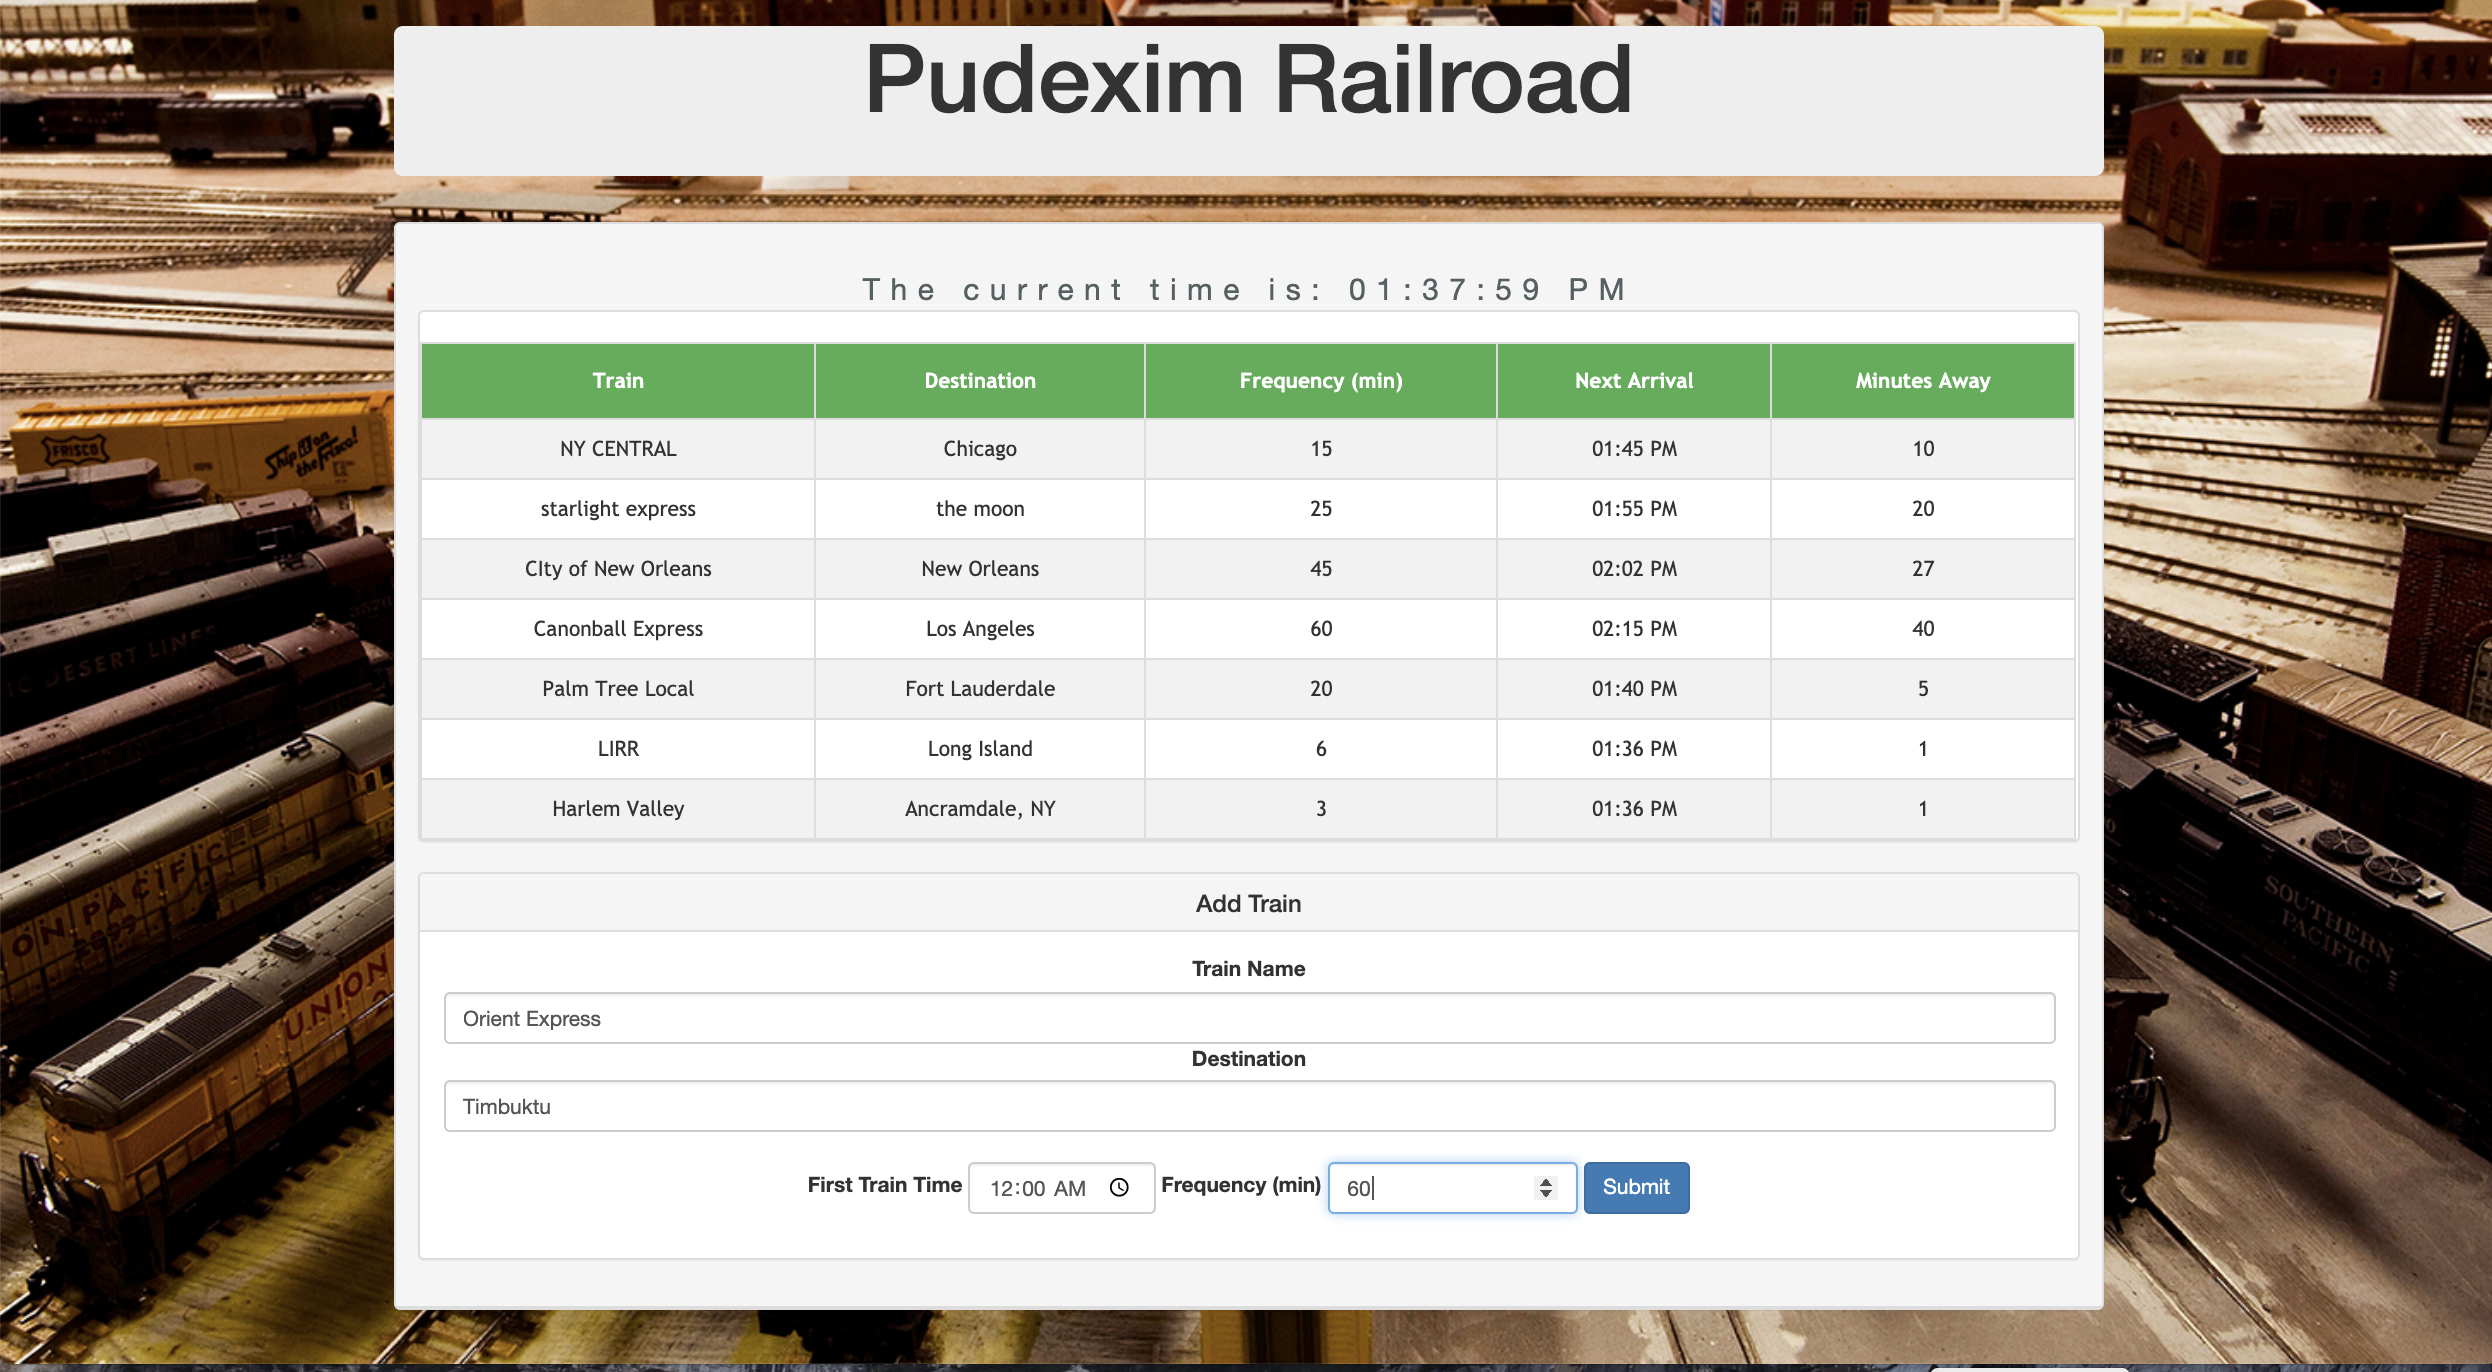 Pudexim Railroad
The current time is: 01:37:59 PM
Train Destination Frequency (min) Next Arrival Minutes Away
NY CENTRAL Chicago 15 01:45 PM 10
starlight express the moon 25 01:55 PM 20
CIty of New Orleans New Orleans 45 02:02 PM 27
Canonball Express Los Angeles 60 02:15 PM 40
Palm Tree Local Fort Lauderdale 20 01:40 PM 5
LIRR Long Island 6 01:36 PM 1
Harlem Valley Ancramdale, NY 3 01:36 PM 1
Add Train
Train Name
Orient Express
Destination
Timbuktu
First Train Time 12:00 AM Frequency (min) 60 Submit
FRISCO
Ship it on
the Frisco!
DESERT LINES
ON PACIFIC
UNION
SOUTHERN
PACIFIC